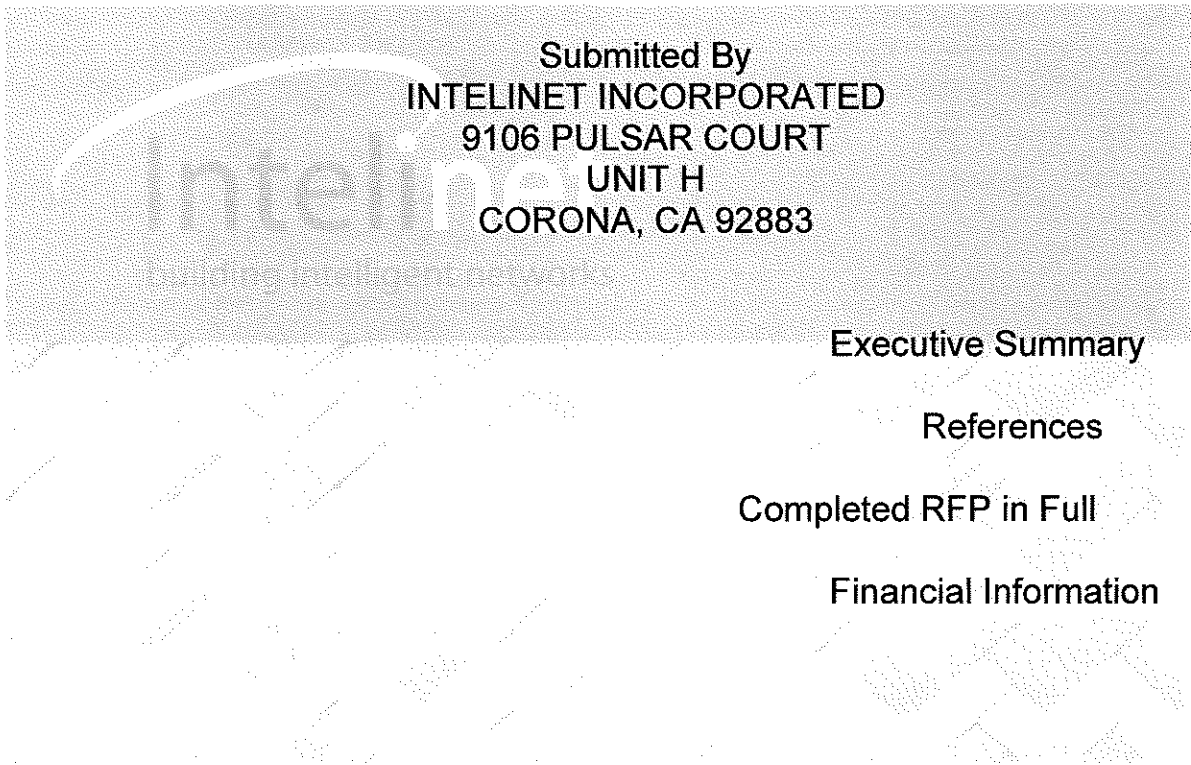 Submitted By
INTELINET INCORPORATED
9106 PULSAR COURT
UNIT H
CORONA, CA 92883
Intelinet
Executive Summary
References
Completed RFP in Full
Financial Information